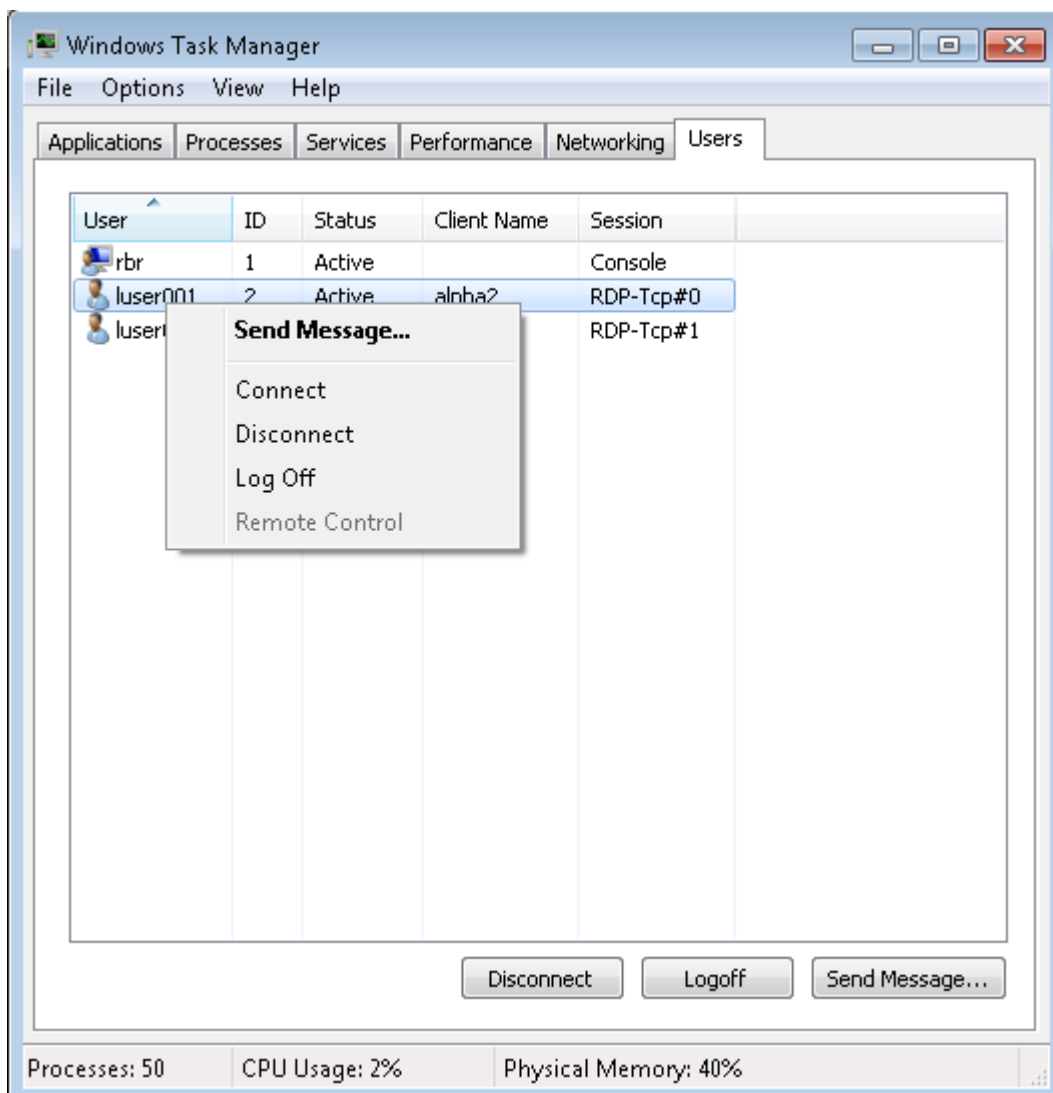 Windows Task Manager
File Options View Help
Applications Processes Services Performance Networking Users
User ID Status Client Name Session
rbr 1 Active Console
luser001 2 Active alpha2 RDP-Tcp#0
RDP-Tcp#1
Send Message...
Connect
Disconnect
Log Off
Remote Control
Disconnect Logoff Send Message...
Processes: 50 CPU Usage: 2% Physical Memory: 40%